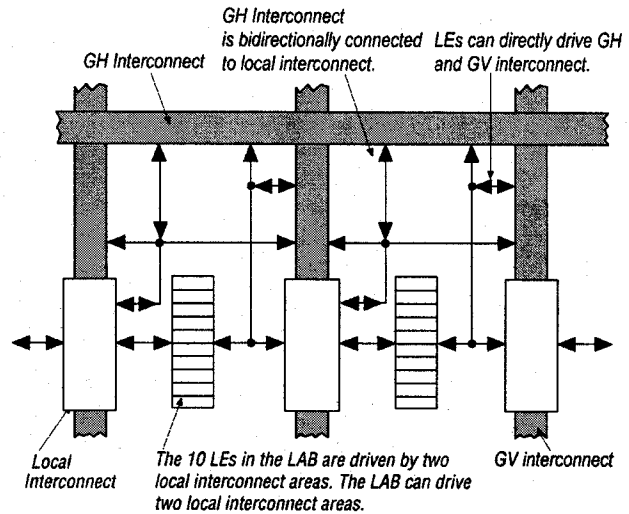 GH Interconnect
GH Interconnect
is bidirectionally connected
to local interconnect.
LEs can directly drive GH
and GV interconnect.
Local
Interconnect
The 10 LEs in the LAB are driven by two
local interconnect areas. The LAB can drive
two local interconnect areas.
GV interconnect